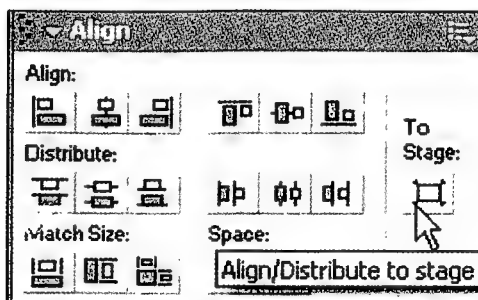 Align
Align:
To
Stage:
Distribute:
Match Size:
Space:
Align/Distribute to stage